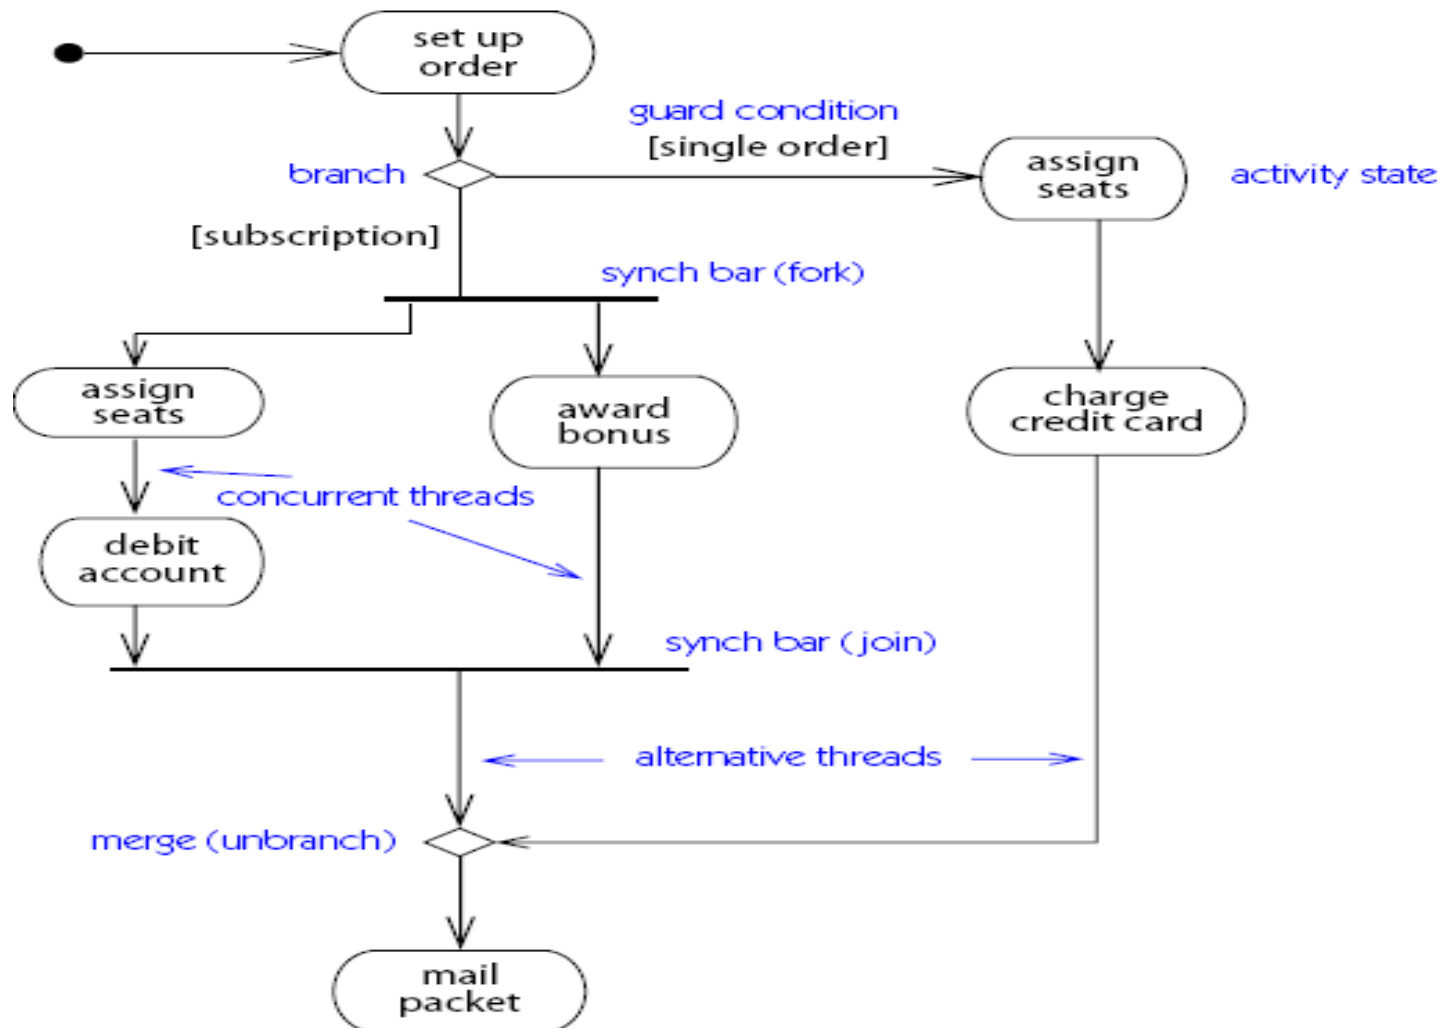 set up
order
guard condition
[single order]
branch
assign
seats
activity state
[subscription]
synch bar (fork)
assign
seats
award
bonus
charge
credit card
concurrent threads
debit
account
synch bar (join)
alternative threads
merge (unbranch)
mail
packet